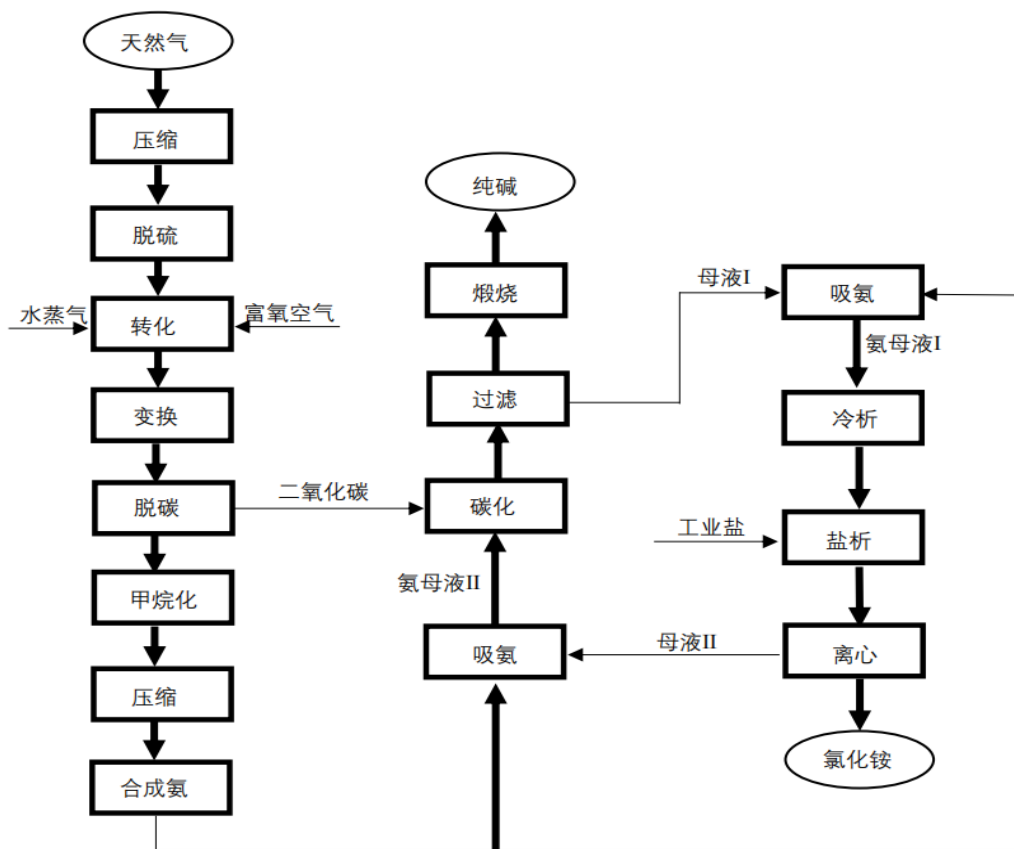 天然气
压缩
脱硫
水蒸气
转化
富氧空气
变换
脱碳
二氧化碳
甲烷化
压缩
合成氨
纯碱
煅烧
过滤
母液I
碳化
氨母液II
吸氨
母液II
吸氨
氨母液I
冷析
工业盐
盐析
离心
氯化铵